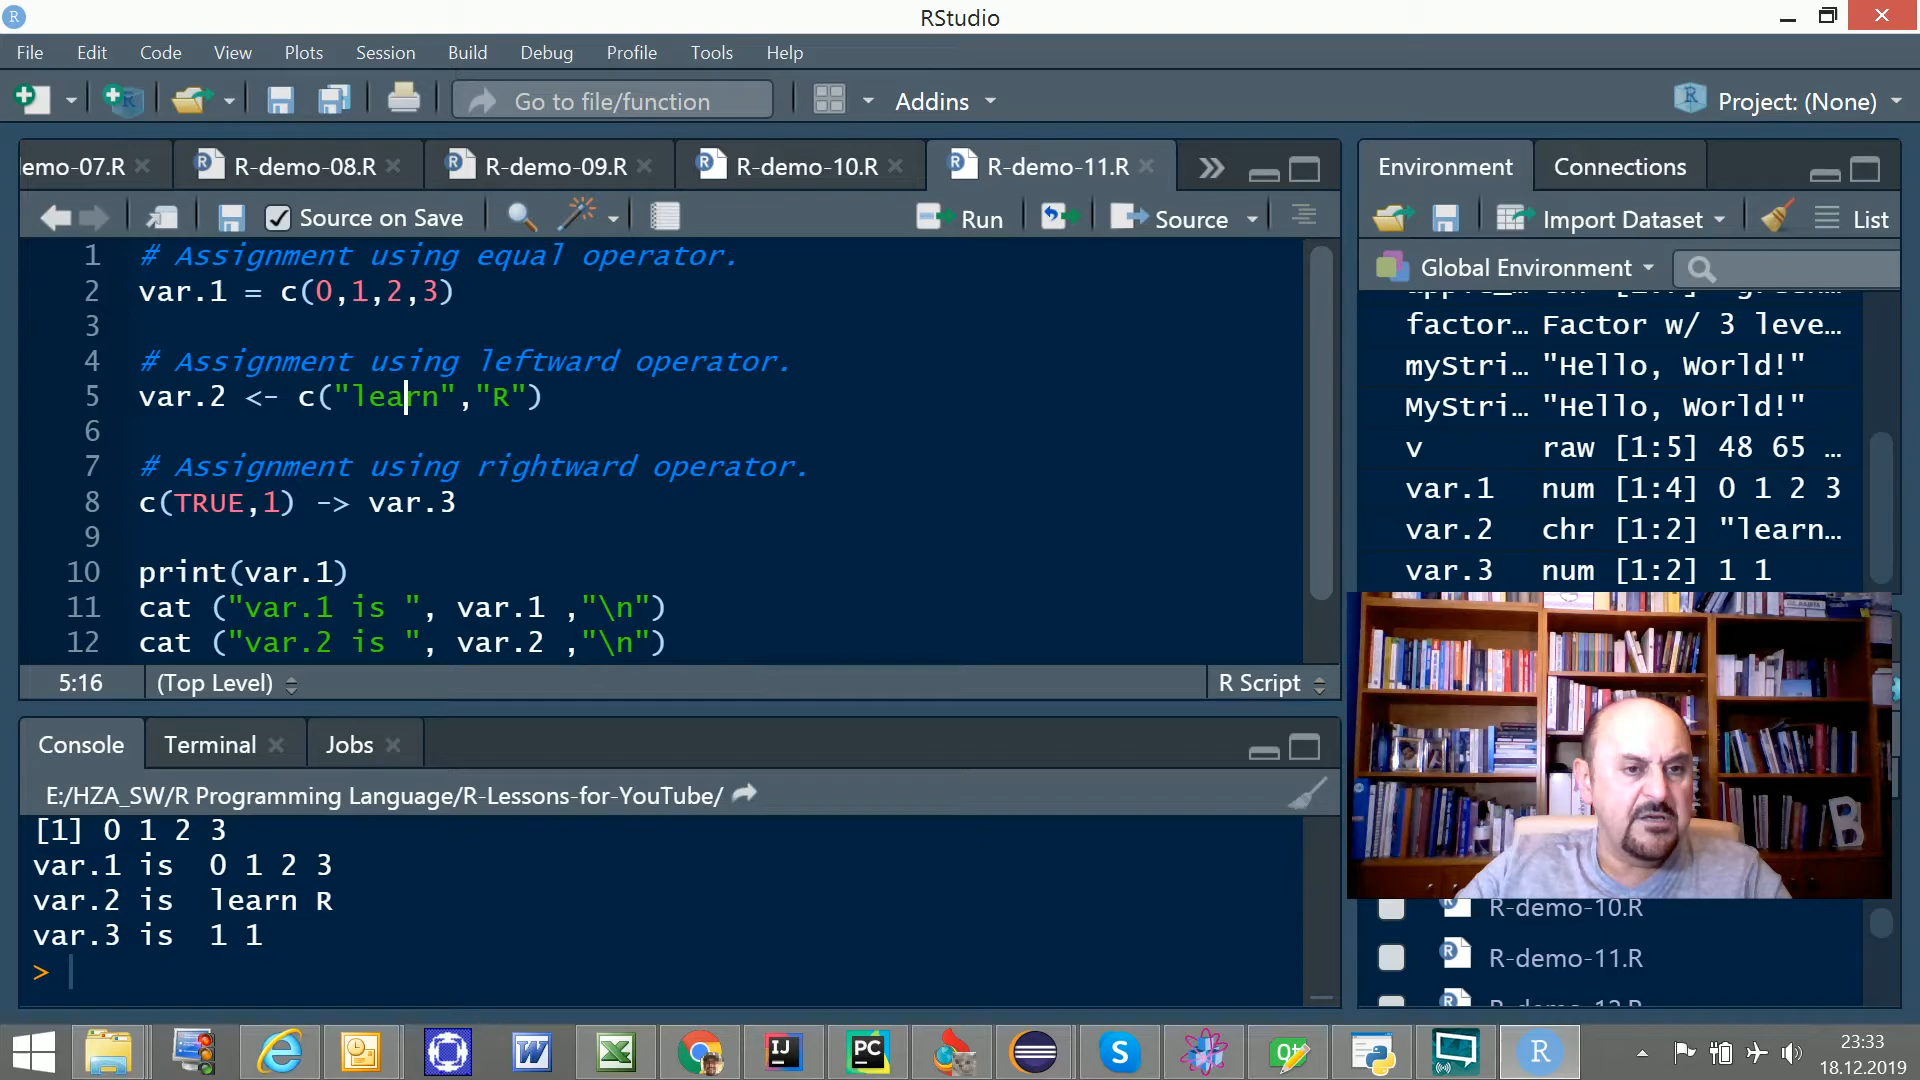 RStudio
File Edit Code View Plots Session Build Debug Profile Tools Help
Go to file/function Addins Project: (None)
emo-07.R R-demo-08.R R-demo-09.R R-demo-10.R R-demo-11.R
Source on Save Run Source
1 # Assignment using equal operator.
2 var.1 = c(0,1,2,3)
3
4 # Assignment using leftward operator.
5 var.2 <- c("learn","R")
6
7 # Assignment using rightward operator.
8 c(TRUE,1) -> var.3
9
10 print(var.1)
11 cat ("var.1 is ", var.1 ,"\n")
12 cat ("var.2 is ", var.2 ,"\n")
5:16 (Top Level) R Script
Console Terminal Jobs
E:/HZA_SW/R Programming Language/R-Lessons-for-YouTube/
[1] 0 1 2 3
var.1 is 0 1 2 3
var.2 is learn R
var.3 is 1 1
>
Environment Connections
Import Dataset List
Global Environment
factor… Factor w/ 3 leve…
myStri… "Hello, World!"
MyStri… "Hello, World!"
v raw [1:5] 48 65 …
var.1 num [1:4] 0 1 2 3
var.2 chr [1:2] "learn…
var.3 num [1:2] 1 1
R-demo-10.R
R-demo-11.R
23:33
18.12.2019